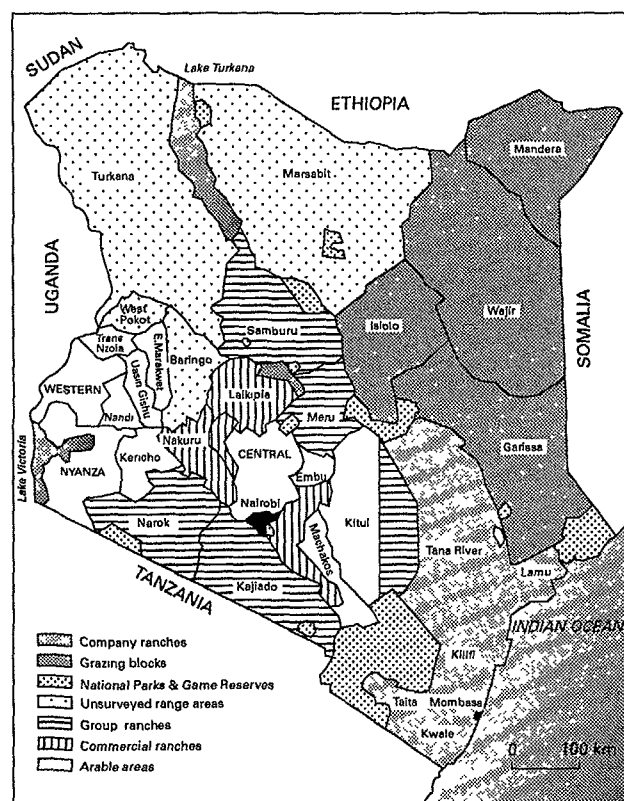 SUDAN
Lake Turkana
ETHIOPIA
Mandera
Turkana
Marsabit
UGANDA
Wajir
SOMALIA
West Pokot
Samburu
Isiolo
Trans Nzoia
E.Marakwet
Baringo
WESTERN
Uasin Gishu
Laikipia
Meru
Nandi
Garissa
Nakuru
Lake Victoria
NYANZA
Kericho
CENTRAL
Embu
Nairobi
Kitui
Narok
Machakos
Tana River
Lamu
TANZANIA
Kajiado
INDIAN OCEAN
Kilifi
Company ranches
Grazing blocks
National Parks & Game Reserves
Unsurveyed range areas
Group ranches
Commercial ranches
Arable areas
Taita
Mombasa
Kwale
0 100 km